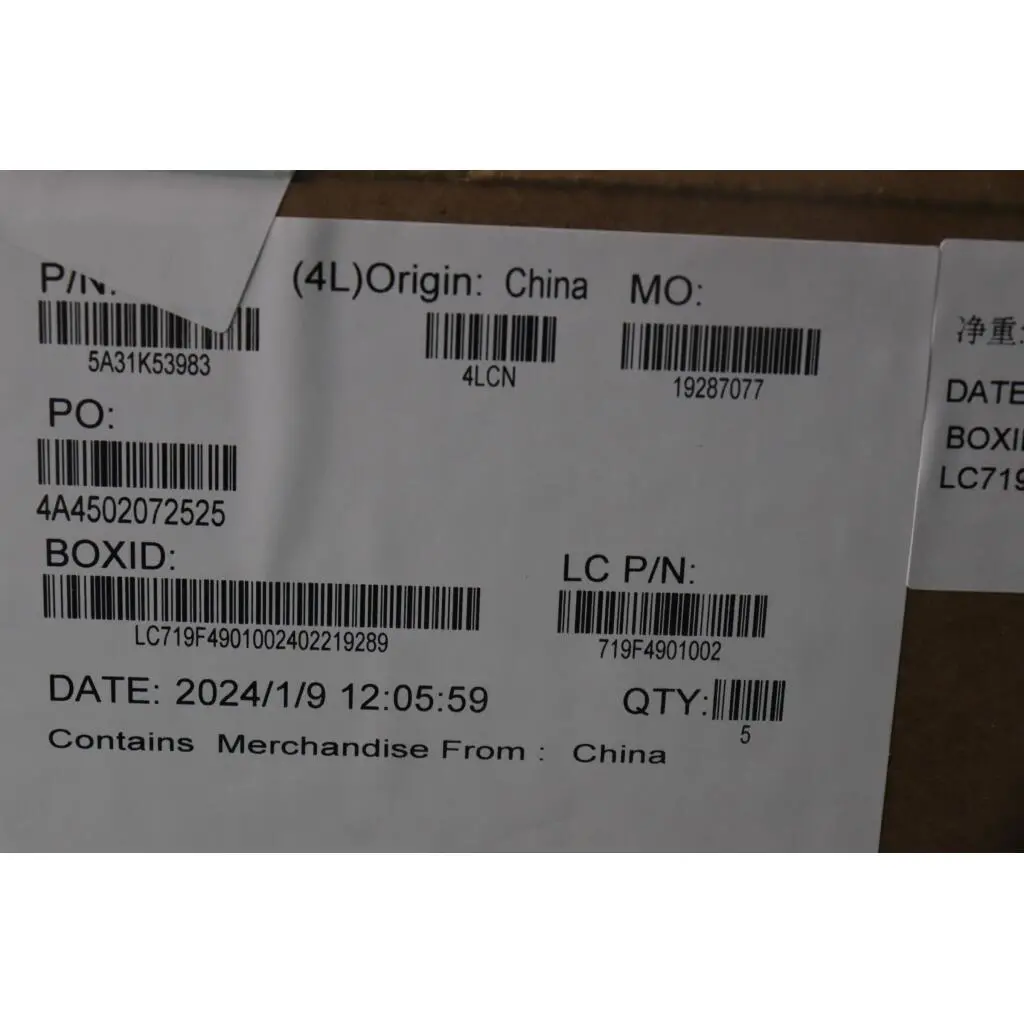 P/N:
(4L)Origin: China
MO:
5A31K53983
4LCN
19287077
PO:
4A4502072525
BOXID:
LC P/N:
LC719F4901002402219289
719F4901002
DATE: 2024/1/9 12:05:59
QTY:
5
Contains Merchandise From : China
净重:
DATE
BOXI
LC719